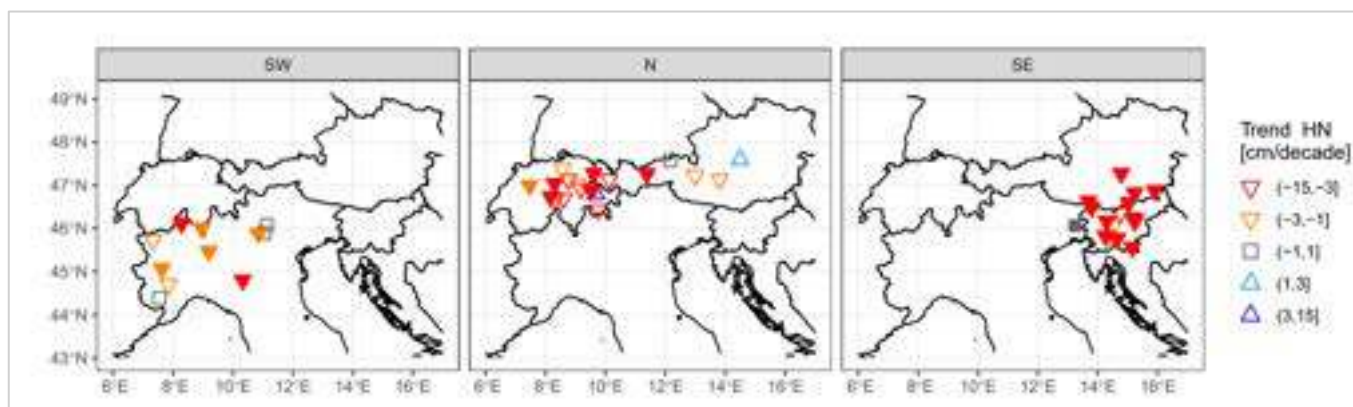 SW N SE
49°N
48°N
47°N
46°N
45°N
44°N
43°N
6°E 8°E 10°E 12°E 14°E 16°E 6°E 8°E 10°E 12°E 14°E 16°E 6°E 8°E 10°E 12°E 14°E 16°E
Trend HN
[cm/decade]
(−15,−3]
(−3,−1]
(−1,1]
(1,3]
(3,15]